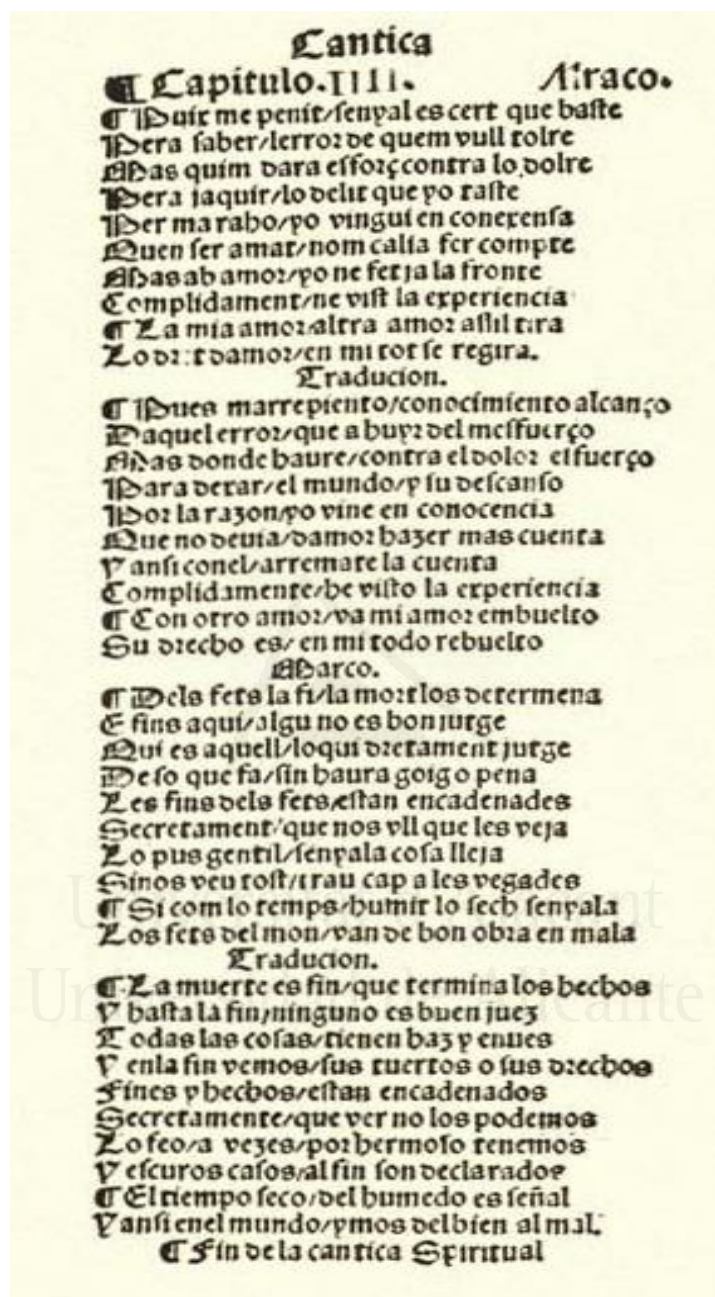 Cantica
¶ Capitulo.IIII. Marco.
¶ Puix me penit/senyal es cert que baste
Pera saber/lerror de quem vull tolre
Mas quim dara esforç contra lo dolre
Pera jaquir/lo delit que yo taste
Per ma raho/yo vingui en conexensa
Quen ser amat/nom calia fer compte
Mas ab amor/yo ne fet ja la fronte
Complidament/ne vist la experiencia
¶ La mia amor/altra amor assil tira
Lo dret damor/en mi tot se regira.
Traducion.
¶ Pues marrepiento/conocimiento alcanço
Daquel error/que a huyr del mesfuerço
Mas donde haure/contra el dolor esfuerço
Para dexar/el mundo/y su descanso
Por la razon/yo vine en conocencia
Que no deuia/damor hazer mas cuenta
Y ansi conel/arremate la cuenta
Complidamente/he visto la experiencia
¶ Con otro amor/va mi amor embuelto
Su drecho es/en mi todo rebuelto
Marco.
¶ Dels fets la fi/la mort los determena
E fins aqui/algu no es bon jutge
Qui es aquell/lo qui dretament jutge
De so que fa/sin haura goig o pena
Les fins dels fets/estan encadenades
Secretament/que nos vll que les veja
Lo pus gentil/senyala cosa lleja
Sinos veu tost/trau cap a les vegades
¶ Si com lo temps/humit lo sech senyala
Los fets del mon/van de bon obra en mala
Traducion.
¶ La muerte es fin/que termina los hechos
Y hasta la fin/ninguno es buen juez
Todas las cosas/tienen haz y enues
Y enla fin vemos/sus tuertos o sus drechos
Fines y hechos/estan encadenados
Secretamente/que ver no los podemos
Lo feo/a vezes/por hermoso tenemos
Y escuros casos/al fin son declarados
¶ El tiempo seco/del humedo es señal
Y ansi enel mundo/ymos del bien al mal.
¶ Fin de la cantica Spiritual